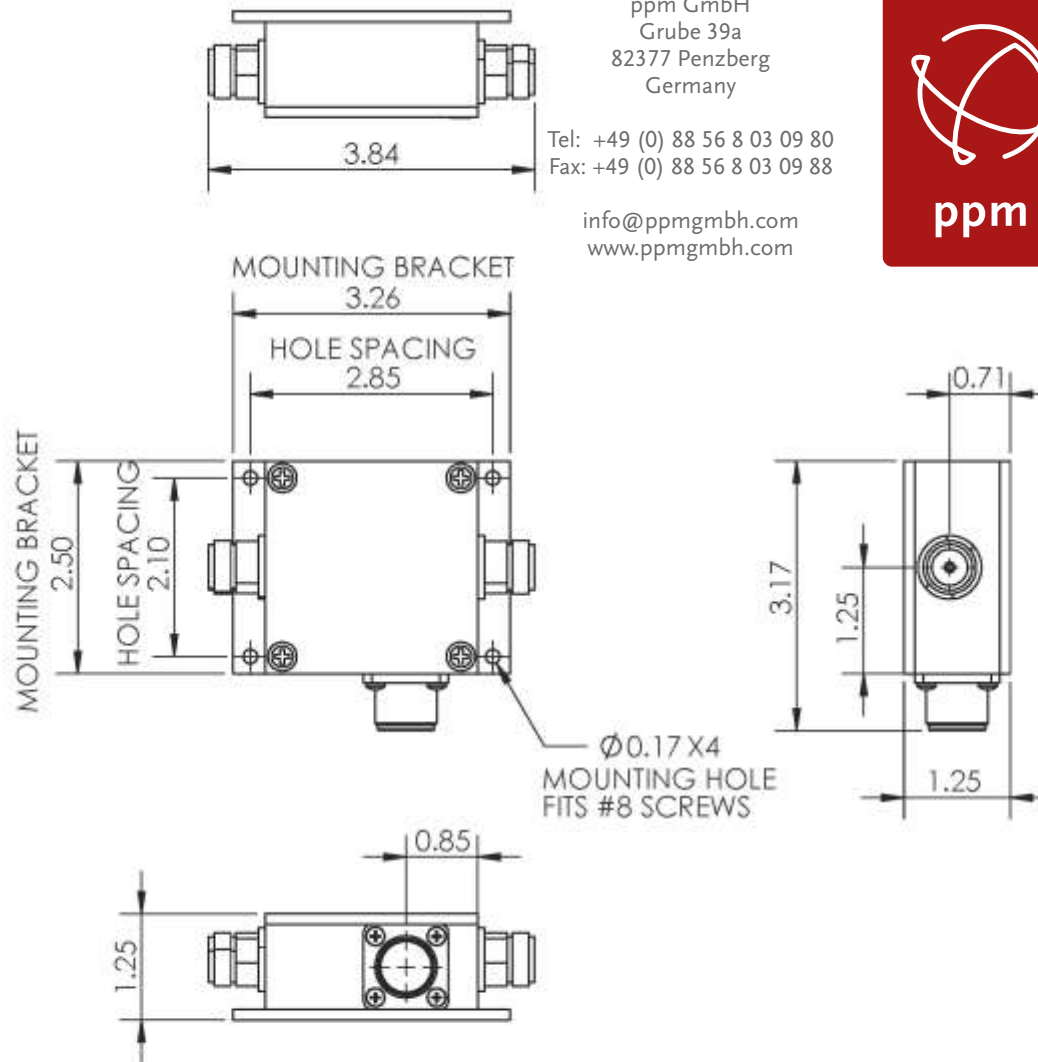 ppm GmbH
Grube 39a
82377 Penzberg
Germany
Tel: +49 (0) 88 56 8 03 09 80
Fax: +49 (0) 88 56 8 03 09 88
info@ppmgmbh.com
www.ppmgmbh.com
ppm
3.84
MOUNTING BRACKET
3.26
HOLE SPACING
2.85
MOUNTING BRACKET
2.50
HOLE SPACING
2.10
0.71
3.17
1.25
1.25
Ø0.17 X4
MOUNTING HOLE
FITS #8 SCREWS
0.85
1.25